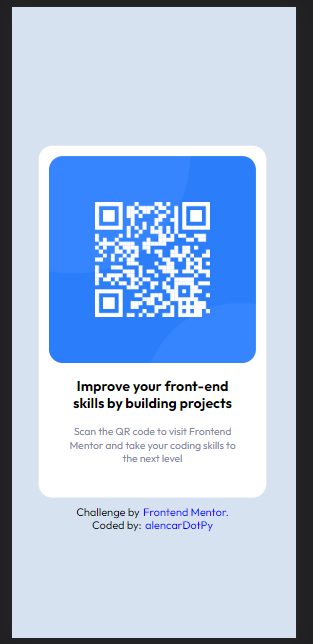 Improve your front-end
skills by building projects
Scan the QR code to visit Frontend
Mentor and take your coding skills to
the next level
Challenge by Frontend Mentor.
Coded by: alencarDotPy